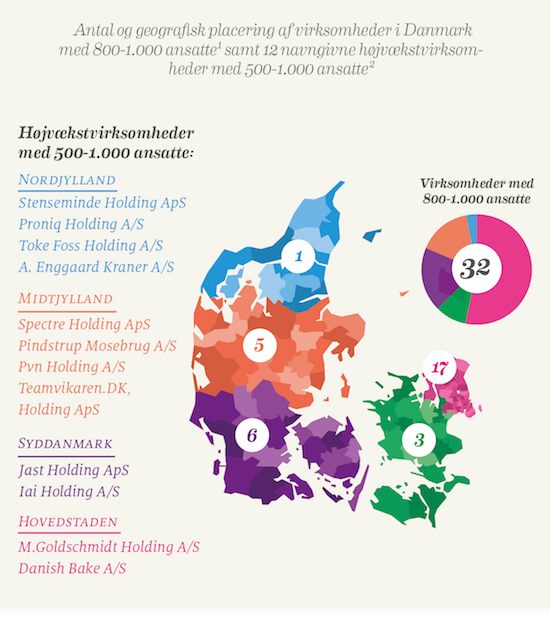 Antal og geografisk placering af virksomheder i Danmark
med 800-1.000 ansatte¹ samt 12 navngivne højvækstvirksom-
heder med 500-1.000 ansatte²
Højvækstvirksomheder
med 500-1.000 ansatte:
Nordjylland
Stenseminde Holding ApS
Proniq Holding A/S
Toke Foss Holding A/S
A. Enggaard Kraner A/S
Midtjylland
Spectre Holding ApS
Pindstrup Mosebrug A/S
Pvn Holding A/S
Teamvikaren.DK,
Holding ApS
Syddanmark
Jast Holding ApS
Iai Holding A/S
Hovedstaden
M.Goldschmidt Holding A/S
Danish Bake A/S
Virksomheder med
800-1.000 ansatte
32
1
5
17
6
3